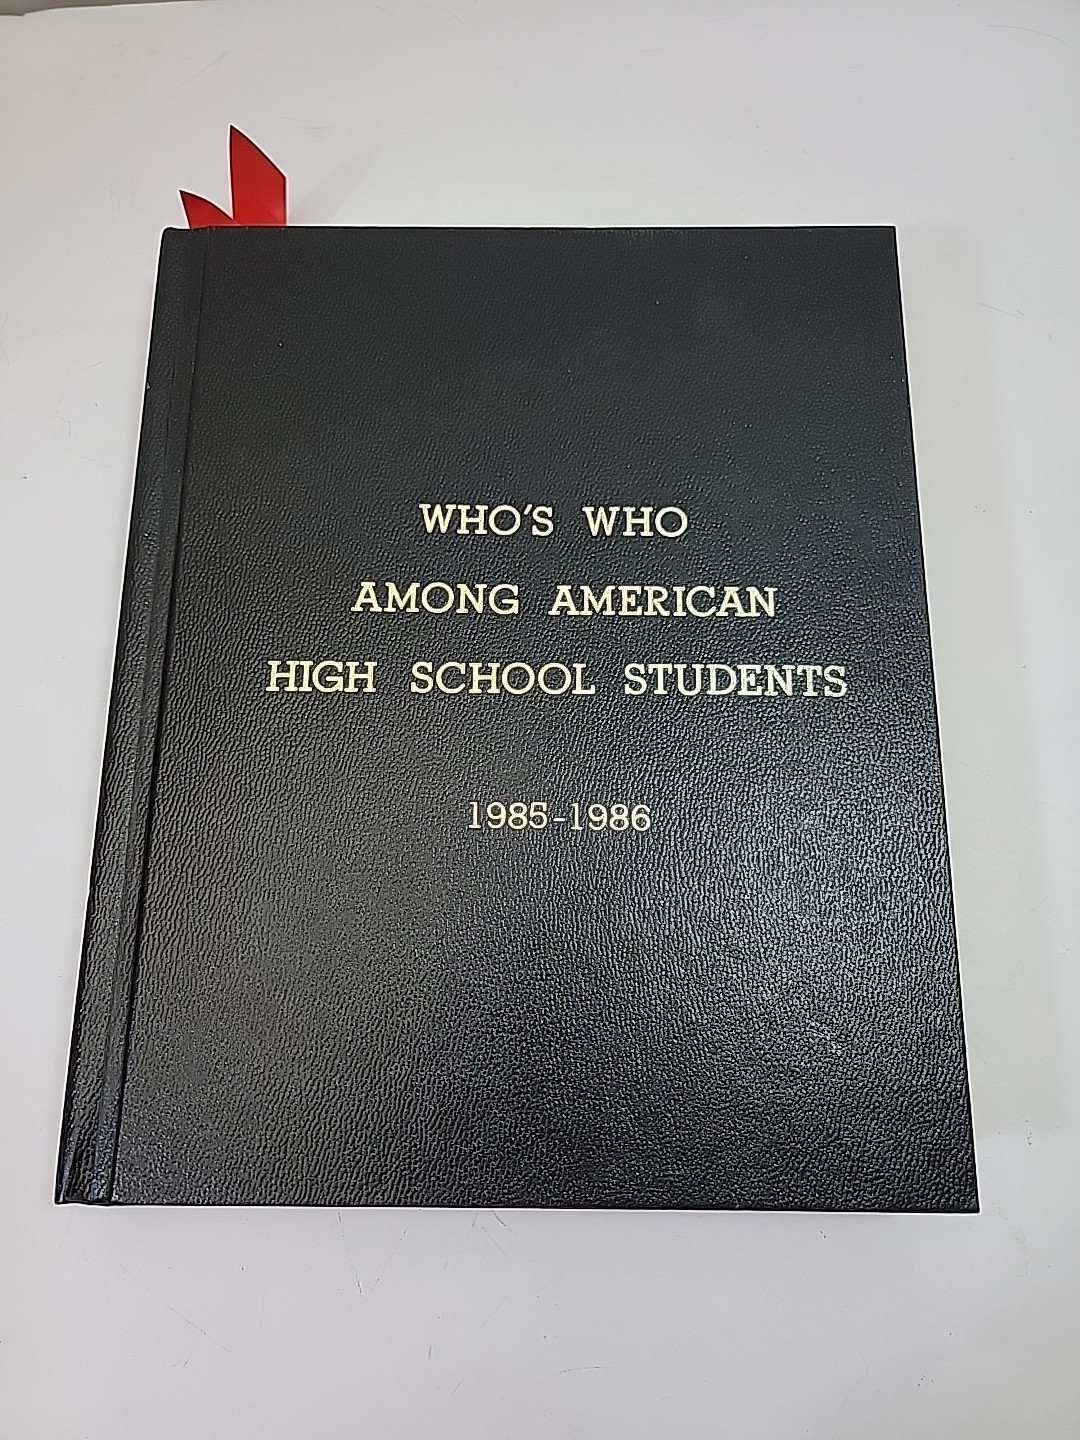 WHO'S WHO
AMONG AMERICAN
HIGH SCHOOL STUDENTS
1985-1986